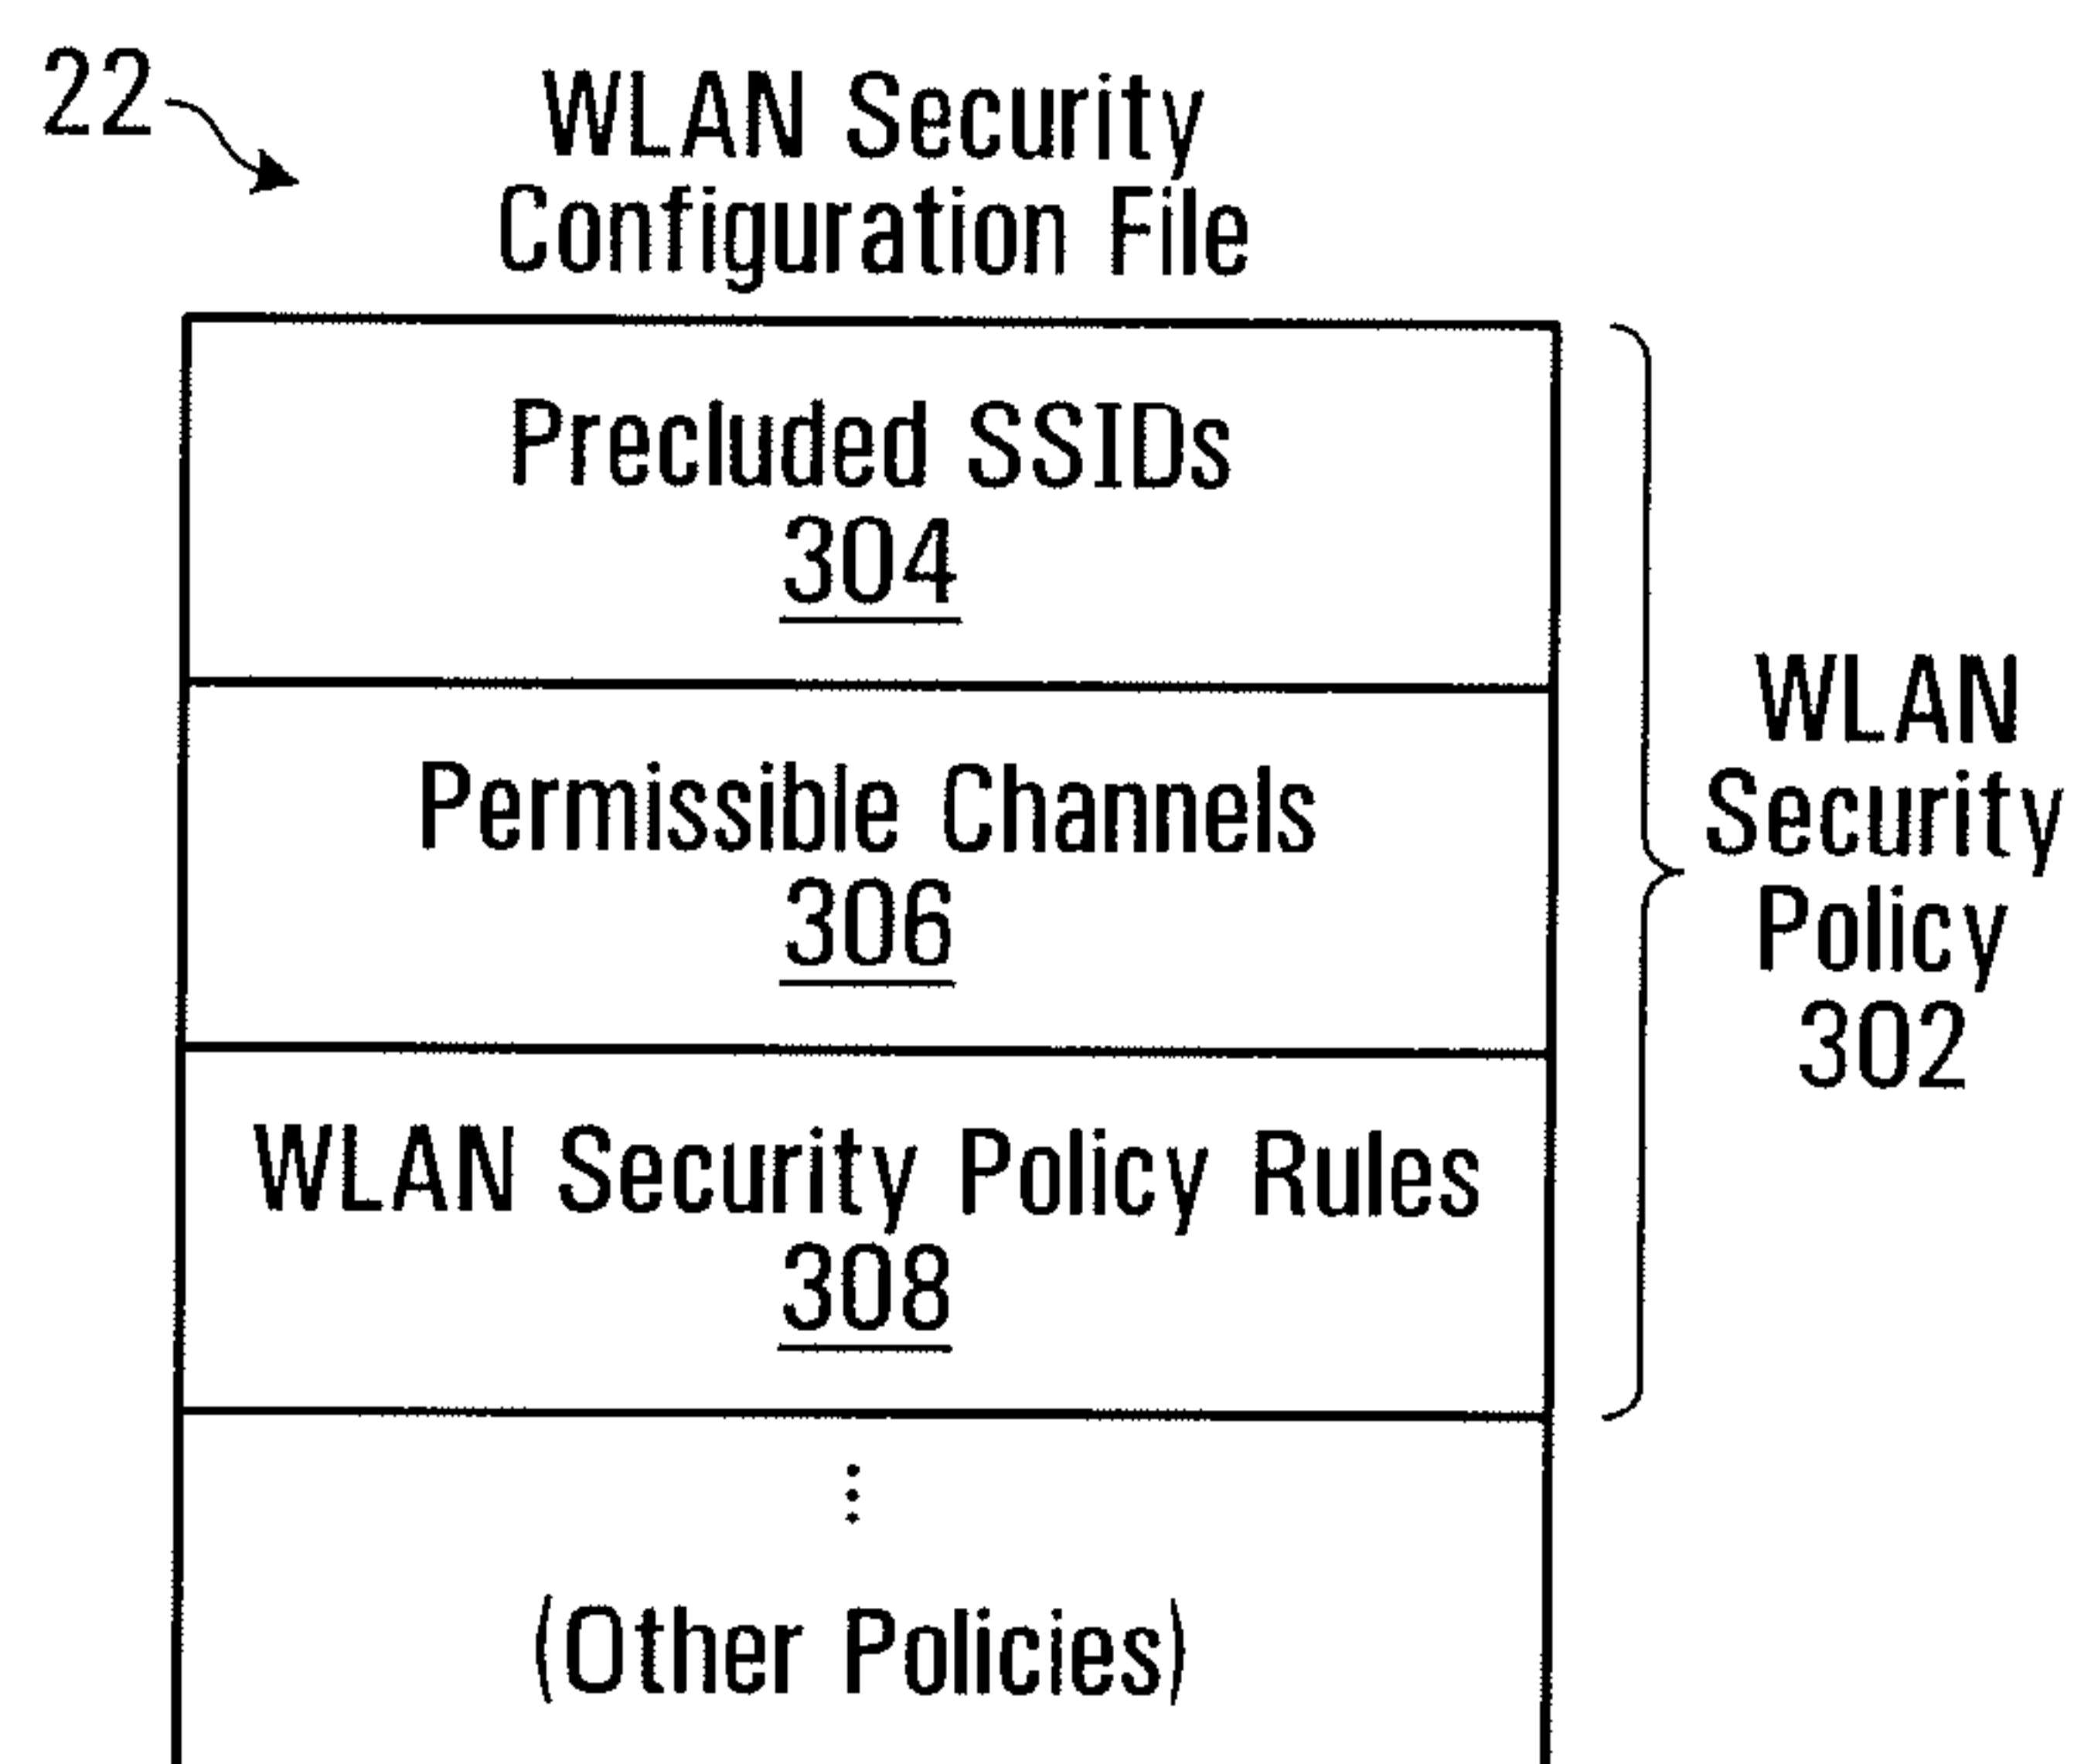 22
WLAN Security
Configuration File
Precluded SSIDs
304
Permissible Channels
306
WLAN Security Policy Rules
308
WLAN
Security
Policy
302
(Other Policies)